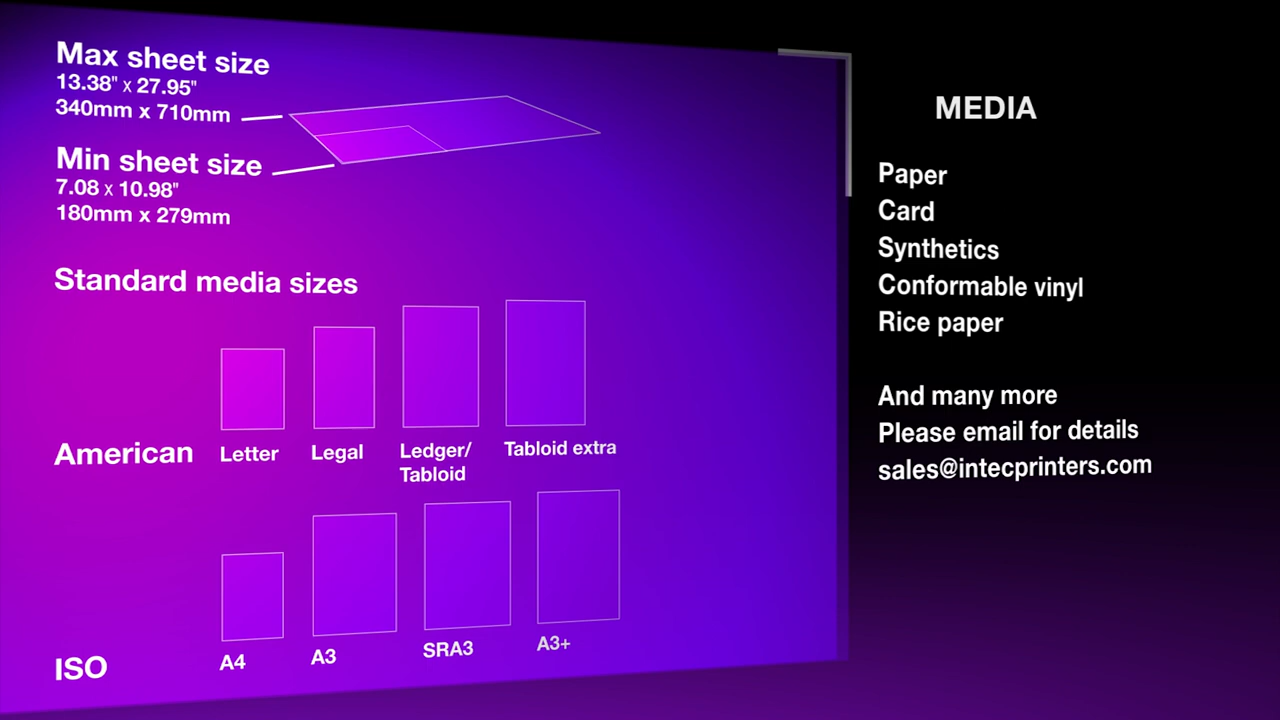 Max sheet size
13.38" x 27.95"
340mm x 710mm
Min sheet size
7.08 x 10.98"
180mm x 279mm
Standard media sizes
American
Letter
Legal
Ledger/
Tabloid
Tabloid extra
ISO
A4
A3
SRA3
A3+
MEDIA
Paper
Card
Synthetics
Conformable vinyl
Rice paper
And many more
Please email for details
sales@intecprinters.com